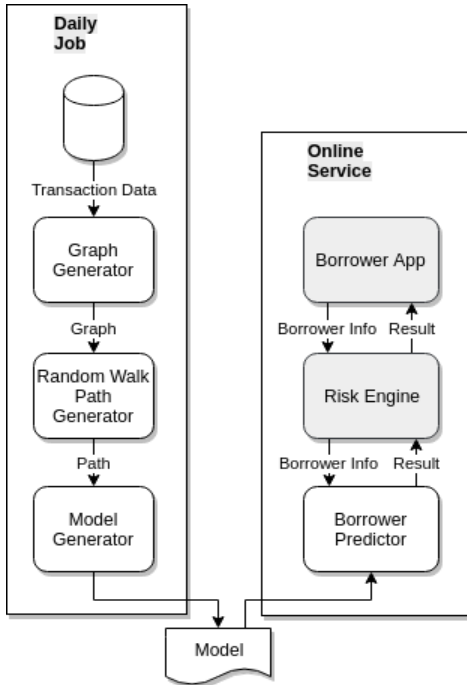 Daily
Job
Transaction Data
Graph
Generator
Graph
Random Walk
Path
Generator
Path
Model
Generator
Model
Online
Service
Borrower App
Borrower Info
Result
Risk Engine
Borrower Info
Result
Borrower
Predictor